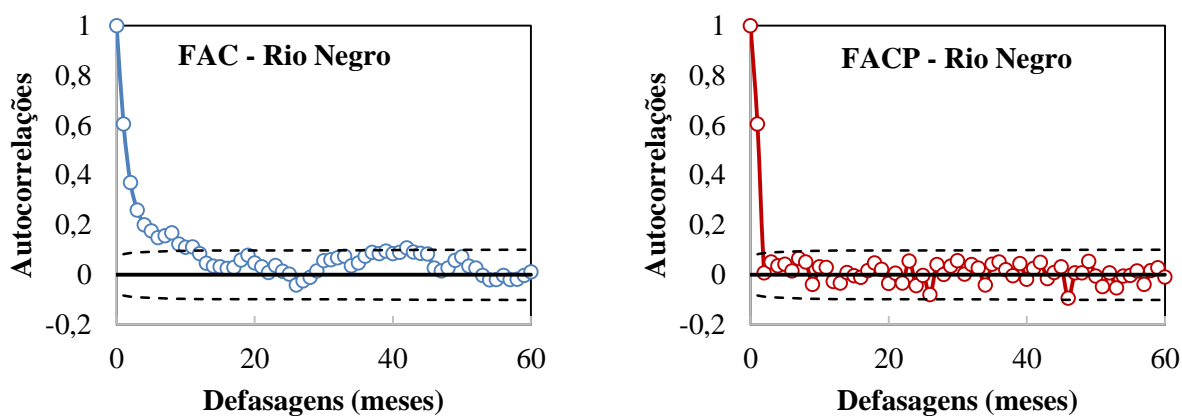 FAC - Rio Negro
Autocorrelações
1
0,8
0,6
0,4
0,2
0
-0,2
0 20 40 60
Defasagens (meses)
FACP - Rio Negro
Autocorrelações
1
0,8
0,6
0,4
0,2
0
-0,2
0 20 40 60
Defasagens (meses)